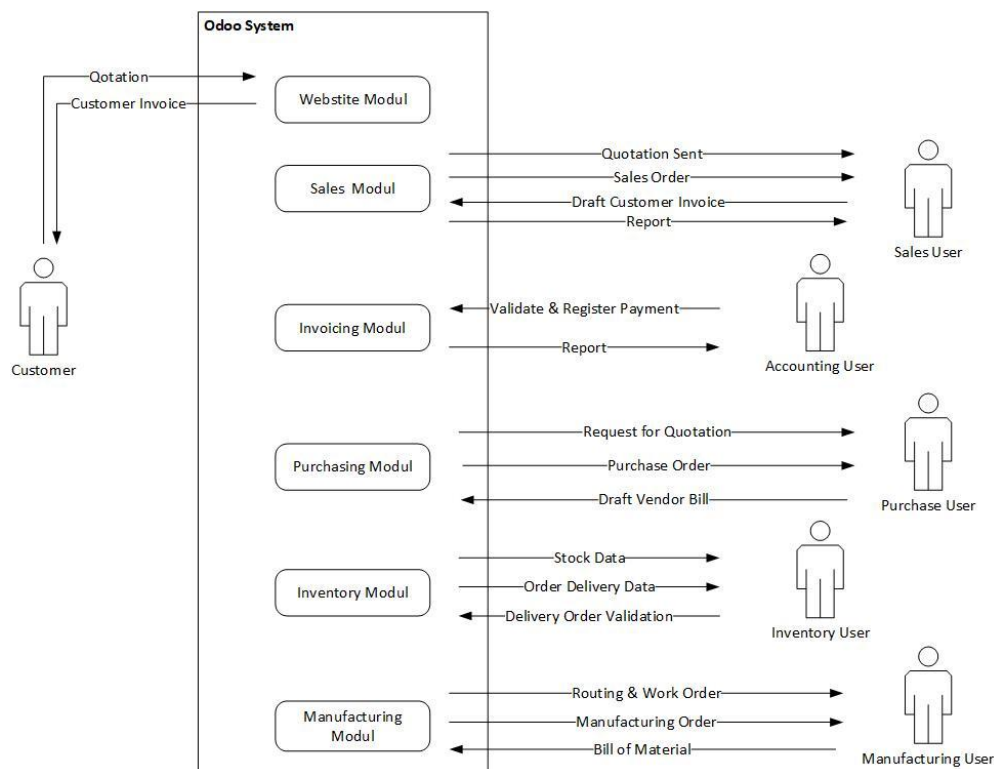 Odoo System
Qotation
Customer Invoice
Webstite Modul
Quotation Sent
Sales Modul
Sales Order
Draft Customer Invoice
Report
Sales User
Validate & Register Payment
Invoicing Modul
Report
Accounting User
Customer
Request for Quotation
Purchasing Modul
Purchase Order
Draft Vendor Bill
Purchase User
Stock Data
Inventory Modul
Order Delivery Data
Delivery Order Validation
Inventory User
Routing & Work Order
Manufacturing
Modul
Manufacturing Order
Bill of Material
Manufacturing User